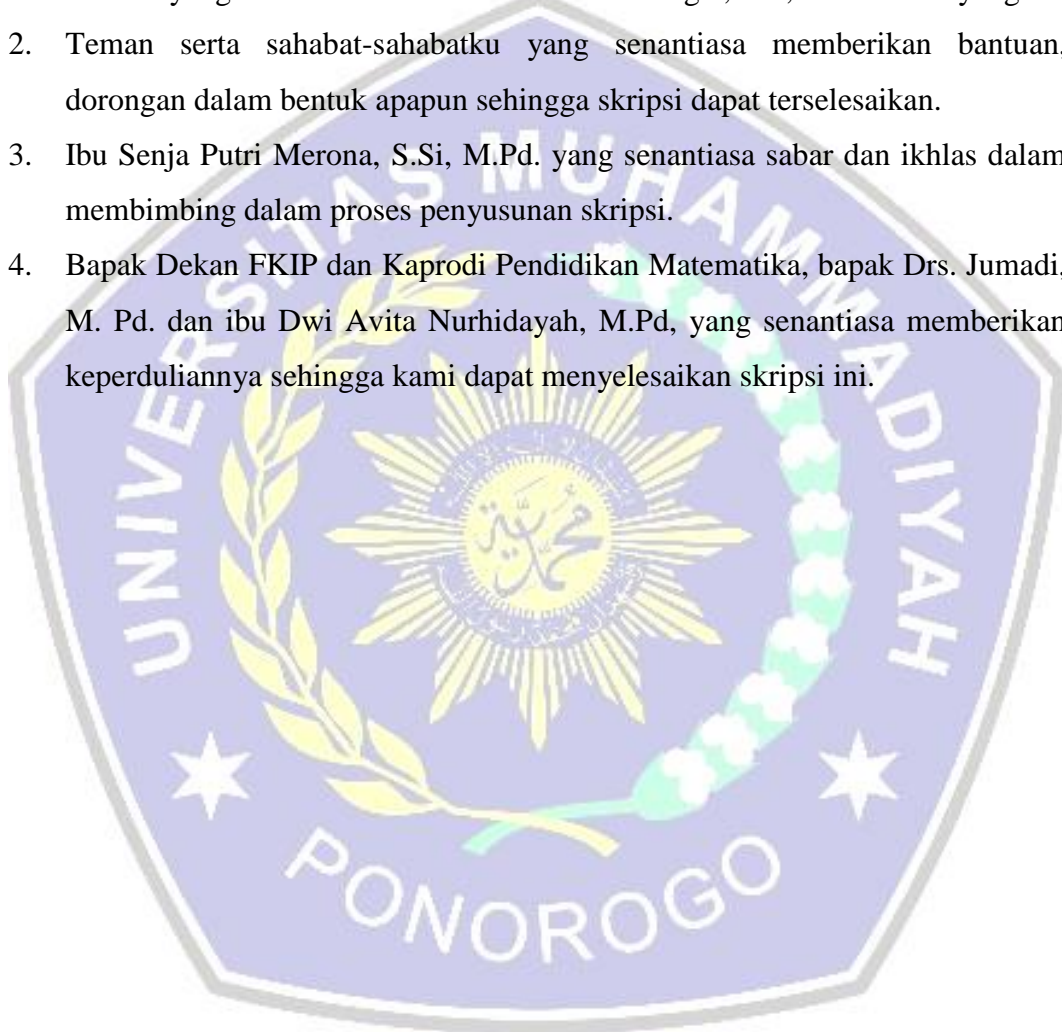 2. Teman serta sahabat-sahabatku yang senantiasa memberikan bantuan,
dorongan dalam bentuk apapun sehingga skripsi dapat terselesaikan.
3. Ibu Senja Putri Merona, S.Si, M.Pd. yang senantiasa sabar dan ikhlas dalam
membimbing dalam proses penyusunan skripsi.
4. Bapak Dekan FKIP dan Kaprodi Pendidikan Matematika, bapak Drs. Jumadi,
M. Pd. dan ibu Dwi Avita Nurhidayah, M.Pd, yang senantiasa memberikan
keperduliannya sehingga kami dapat menyelesaikan skripsi ini.
UNIVERSITAS MUHAMMADIYAH
محمدية
PONOROGO